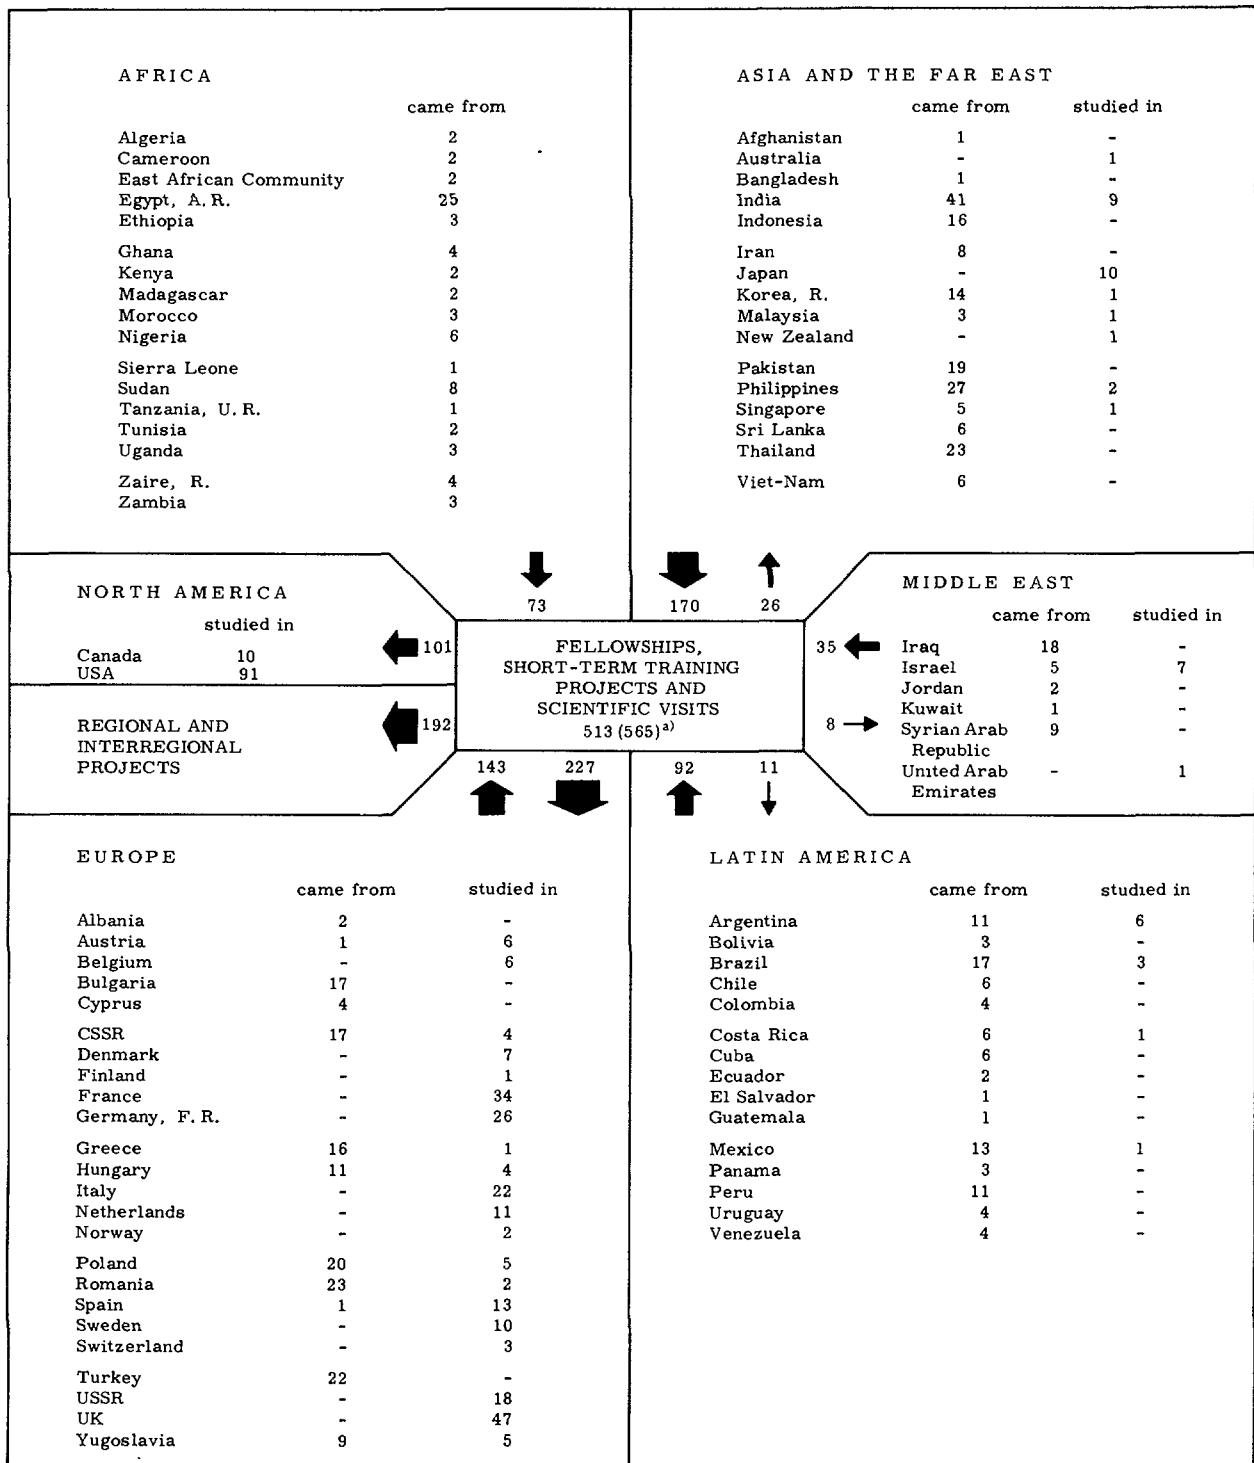 AFRICA
came from
Algeria 2
Cameroon 2
East African Community 2
Egypt, A.R. 25
Ethiopia 3
Ghana 4
Kenya 2
Madagascar 2
Morocco 3
Nigeria 6
Sierra Leone 1
Sudan 8
Tanzania, U.R. 1
Tunisia 2
Uganda 3
Zaire, R. 4
Zambia 3
73
ASIA AND THE FAR EAST
came from studied in
Afghanistan 1 -
Australia - 1
Bangladesh 1 -
India 41 9
Indonesia 16 -
Iran 8 -
Japan - 10
Korea, R. 14 1
Malaysia 3 1
New Zealand - 1
Pakistan 19 -
Philippines 27 2
Singapore 5 1
Sri Lanka 6 -
Thailand 23 -
Viet-Nam 6 -
170 26
NORTH AMERICA
studied in
Canada 10
USA 91
101
REGIONAL AND
INTERREGIONAL
PROJECTS
192
FELLOWSHIPS,
SHORT-TERM TRAINING
PROJECTS AND
SCIENTIFIC VISITS
513 (565) a)
MIDDLE EAST
came from studied in
35
Iraq 18 -
Israel 5 7
Jordan 2 -
Kuwait 1 -
8
Syrian Arab 9 -
Republic
United Arab - 1
Emirates
143 227
EUROPE
came from studied in
Albania 2 -
Austria 1 6
Belgium - 6
Bulgaria 17 -
Cyprus 4 -
CSSR 17 4
Denmark - 7
Finland - 1
France - 34
Germany, F.R. - 26
Greece 16 1
Hungary 11 4
Italy - 22
Netherlands - 11
Norway - 2
Poland 20 5
Romania 23 2
Spain 1 13
Sweden - 10
Switzerland - 3
Turkey 22 -
USSR - 18
UK - 47
Yugoslavia 9 5
92 11
LATIN AMERICA
came from studied in
Argentina 11 6
Bolivia 3 -
Brazil 17 3
Chile 6 -
Colombia 4 -
Costa Rica 6 1
Cuba 6 -
Ecuador 2 -
El Salvador 1 -
Guatemala 1 -
Mexico 13 1
Panama 3 -
Peru 11 -
Uruguay 4 -
Venezuela 4 -